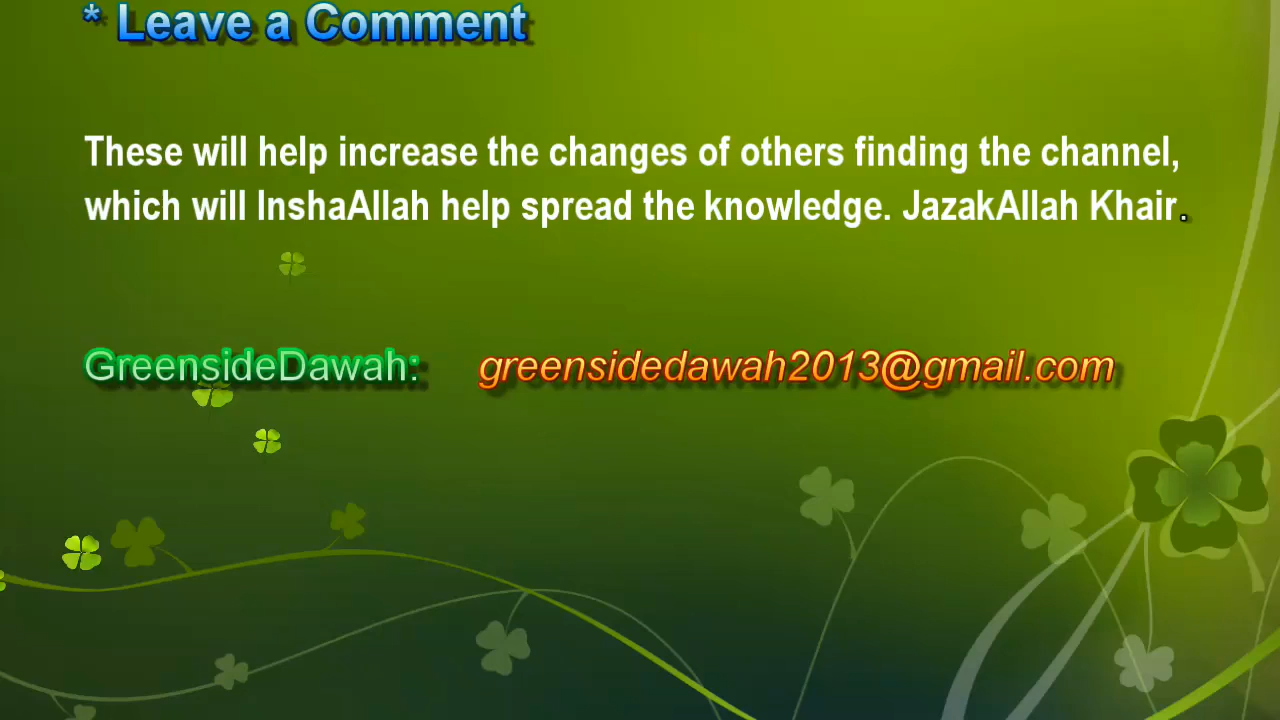 * Leave a Comment
These will help increase the changes of others finding the channel,
which will InshaAllah help spread the knowledge. JazakAllah Khair.
GreensideDawah: greensidedawah2013@gmail.com